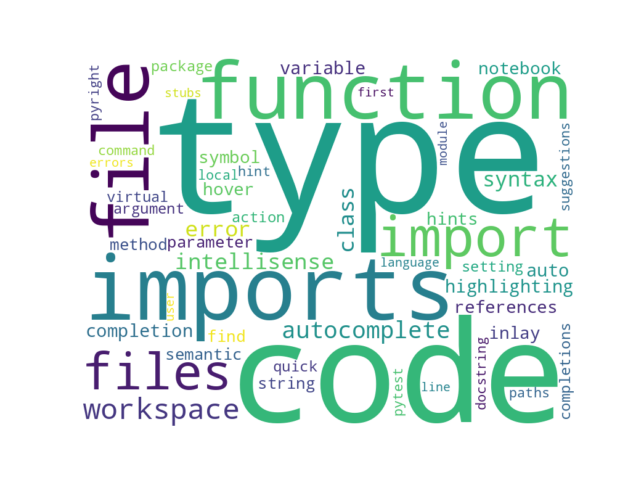 package
function
variable
notebook
pyright
file
stubs
type
first
command
errors
symbol
module
suggestions
local
hint
hover
syntax
virtual
argument
action
class
hints
error
import
method
parameter
intellisense
language
setting
auto
imports
highlighting
user
references
completion
find
autocomplete
inlay
code
files
semantic
quick
string
pytest
line
docstring
paths
completions
workspace